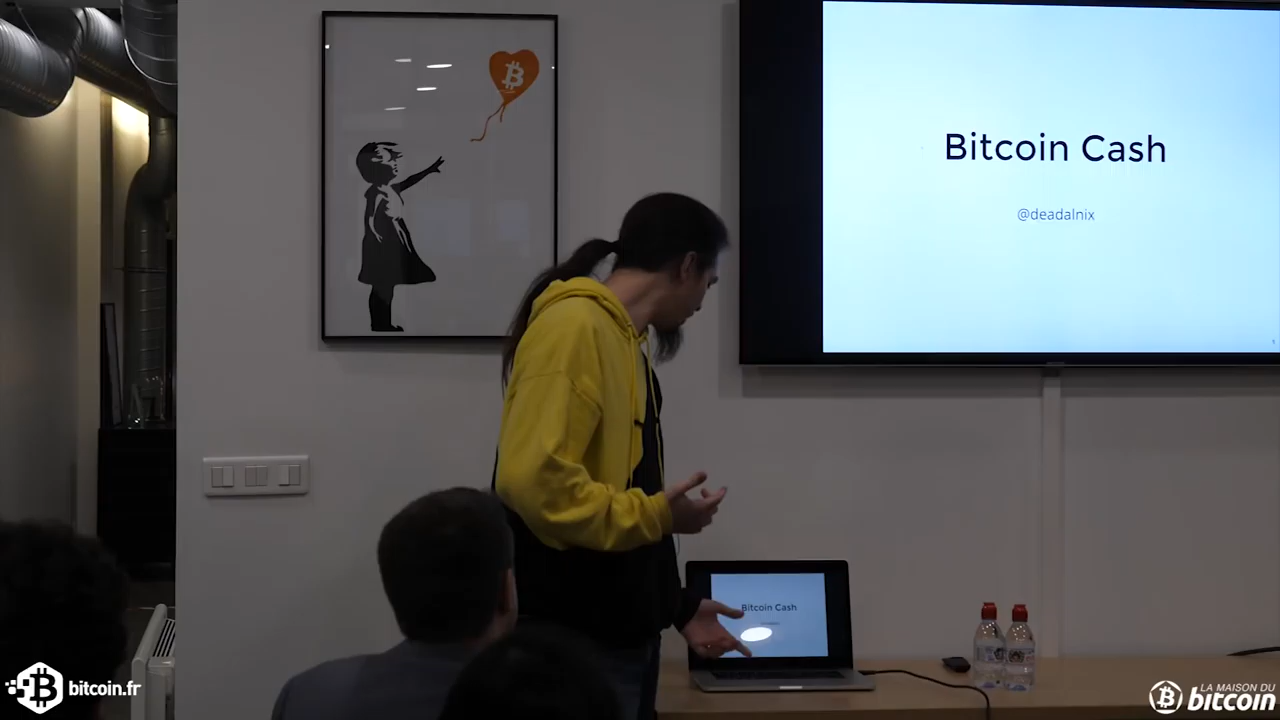 Bitcoin Cash
@deadalnix
Bitcoin Cash
bitcoin.fr
LA MAISON DU
bitcoin